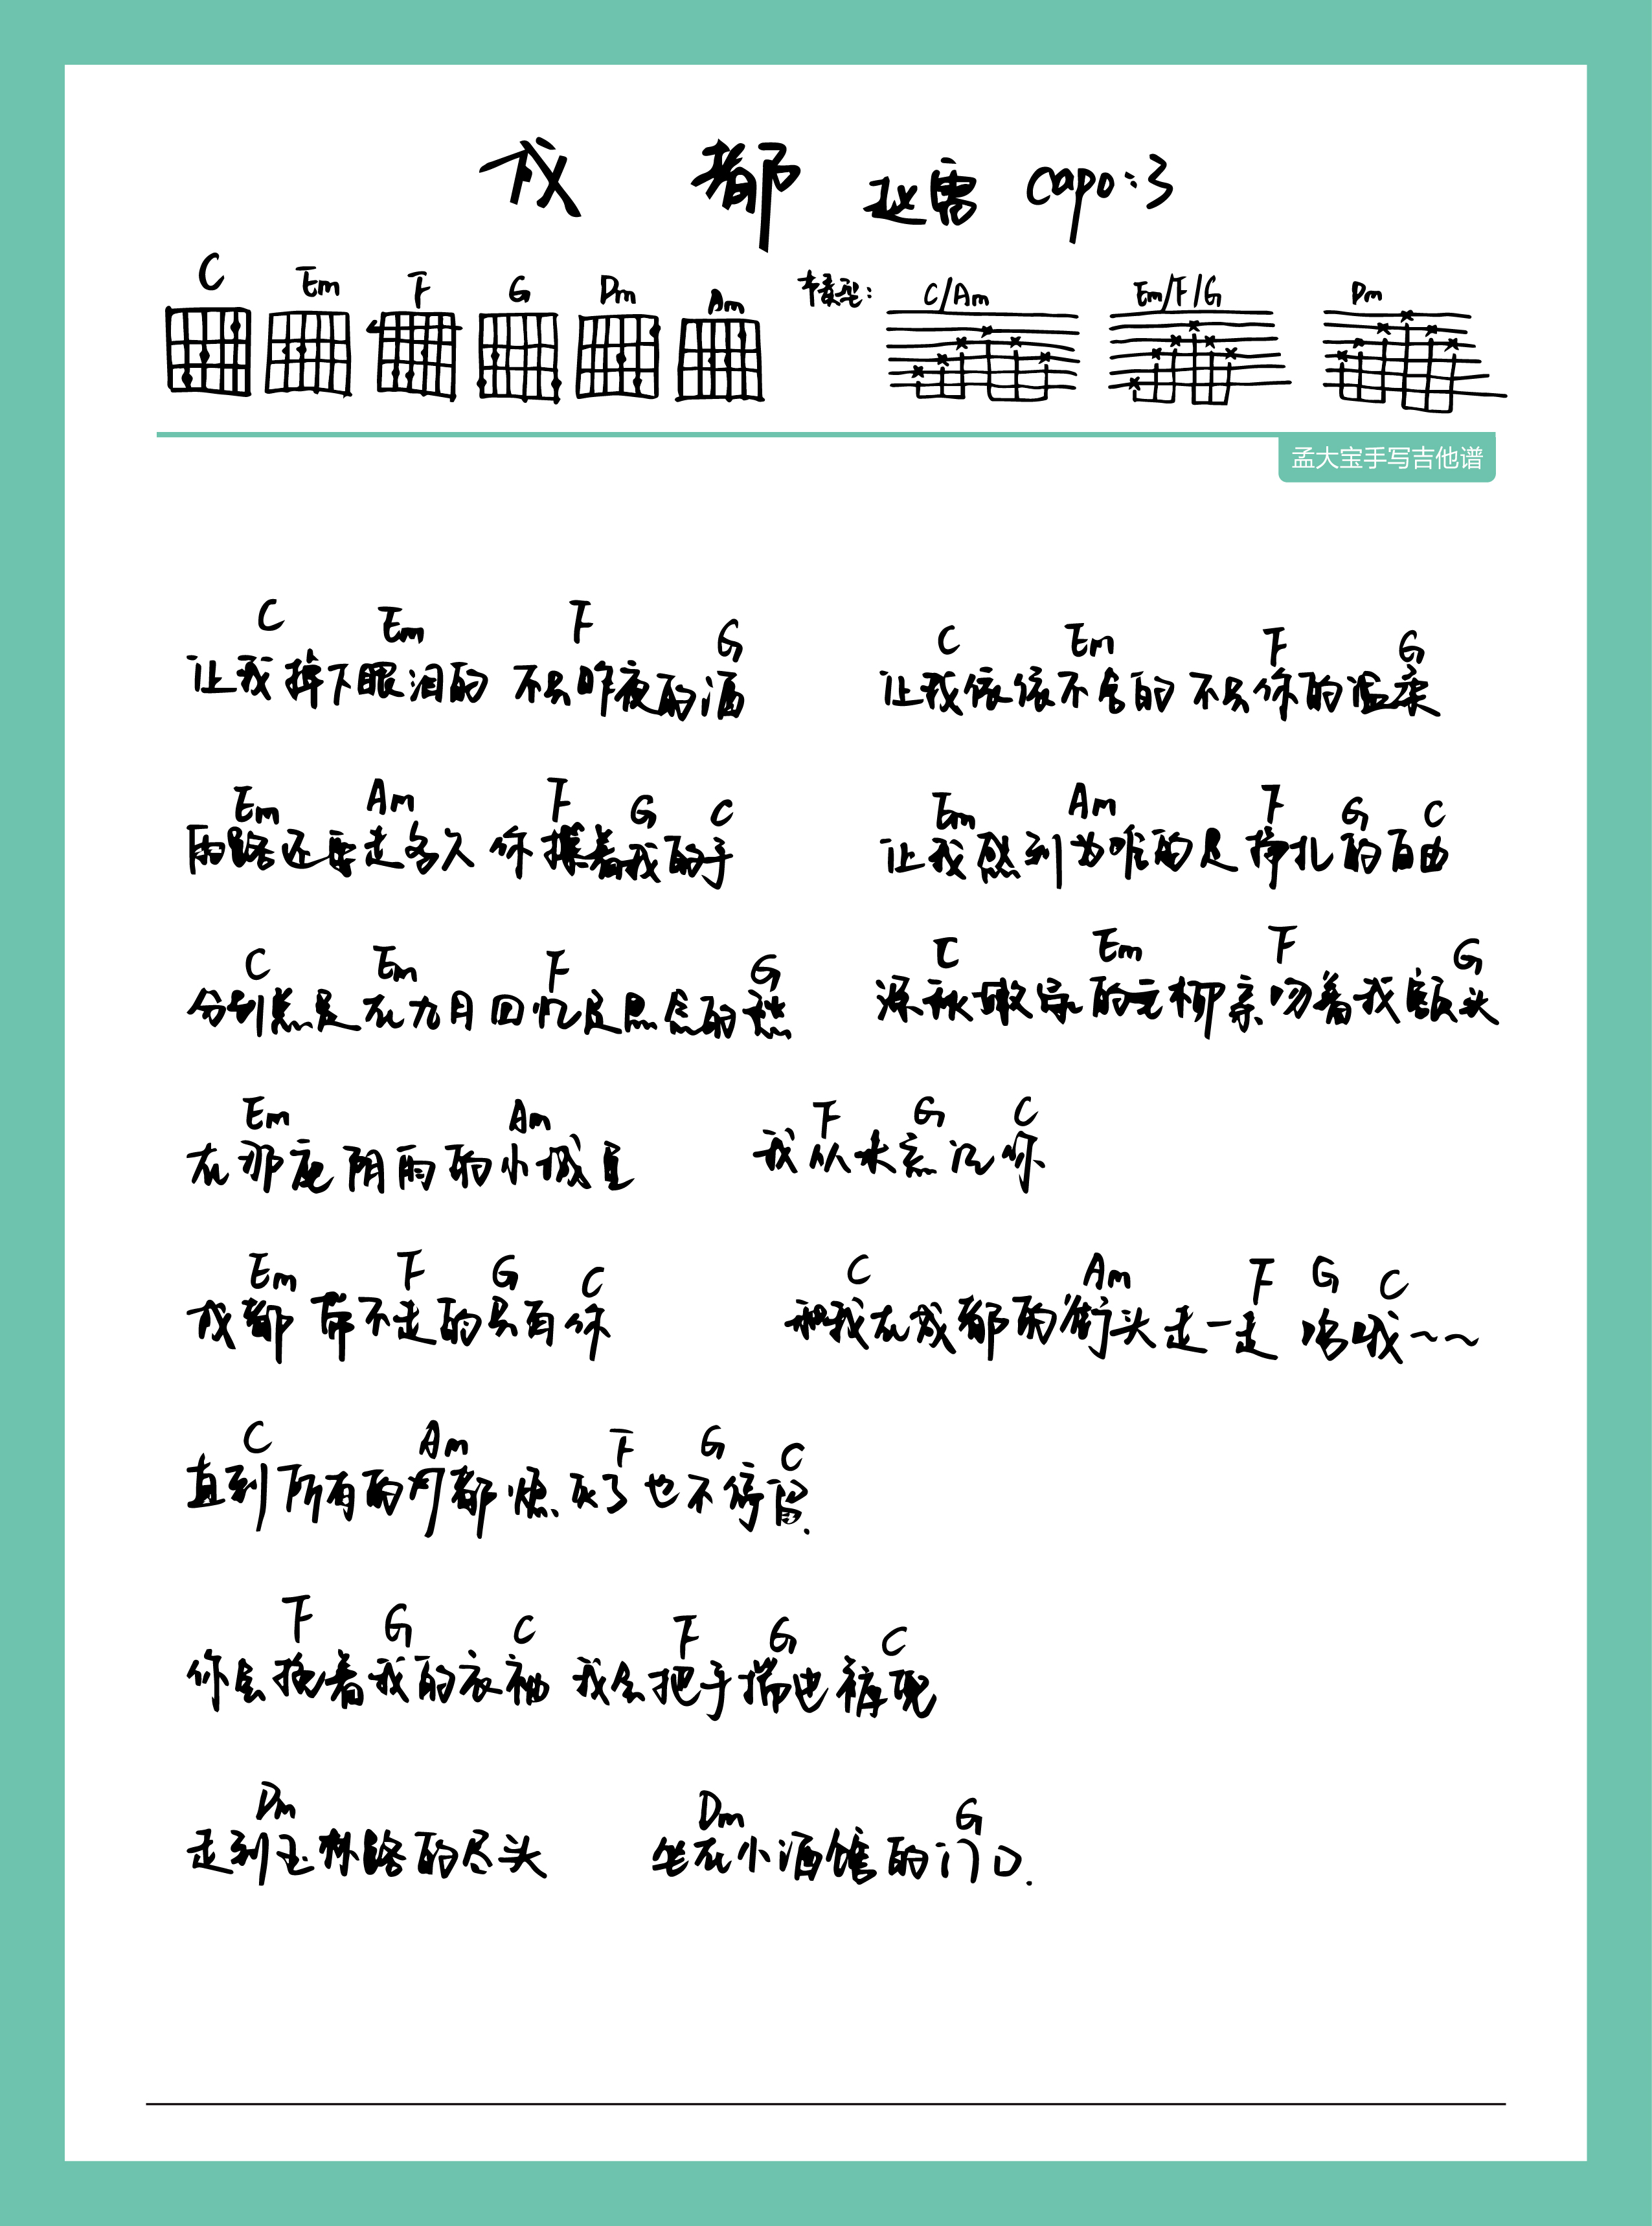 成 都 赵雷 capo:3
C Em F G Dm Am 节奏型: C/Am Em/F/G Dm
孟大宝手写吉他谱
C Em F G C Em F G
让我掉下眼泪的 不只昨夜的酒 让我依依不舍的 不只你的温柔
Em Am F G C Em Am F G C
雨路还要走多久 你攥着我的手 让我感到为难的是 挣扎的自由
C Em F G C Em F G
分别总是在九月 回忆是思念的愁 深秋嫩绿的垂柳 亲吻着我额头
Em Am F G C
在那座阴雨的小城里 我从未忘记你
Em F G C C Am F G C
成都 带不走的 只有你 和我在成都的街头走一走 哈哦~~
C Am F G C
直到所有的灯都熄灭了也不停留.
F G C F G C
你会挽着我的衣袖 我会把手揣进裤兜
Dm Dm G
走到玉林路的尽头 坐在小酒馆的门口.